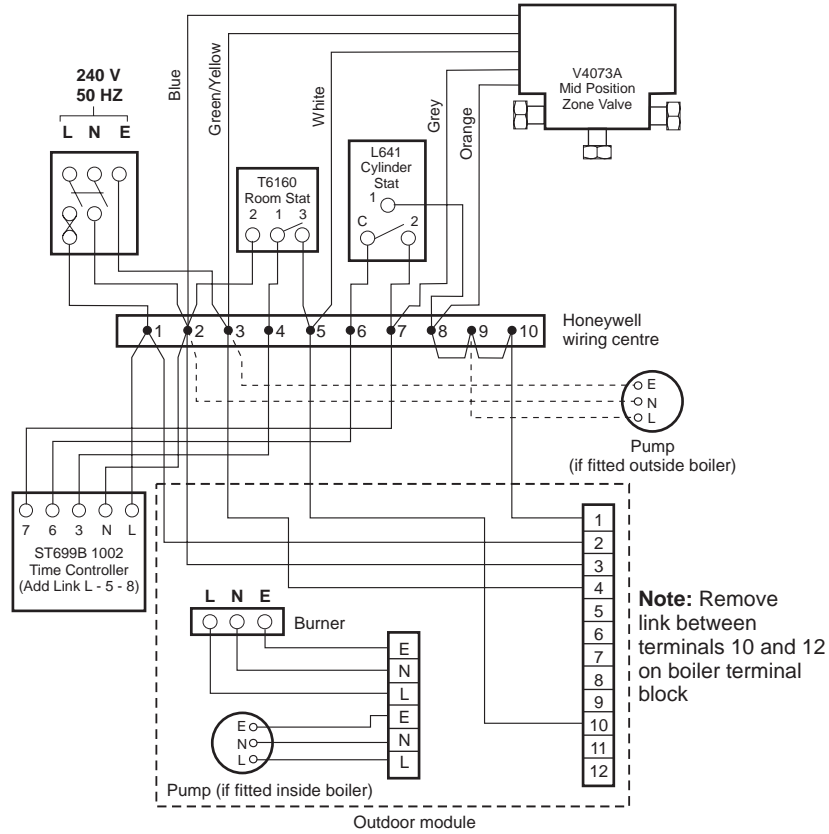 V4073A
Mid Position
Zone Valve
Blue
Green/Yellow
White
Grey
Orange
240 V
50 HZ
L N E
T6160
Room Stat
2 1 3
L641
Cylinder
Stat
1
C 2
1 2 3 4 5 6 7 8 9 10
Honeywell
wiring centre
E
N
L
Pump
(if fitted outside boiler)
7 6 3 N L
ST699B 1002
Time Controller
(Add Link L - 5 - 8)
1
2
3
4
5
6
7
8
9
10
11
12
Note: Remove
link between
terminals 10 and 12
on boiler terminal
block
L N E
Burner
E
N
L
E
N
L
E
N
L
Pump (if fitted inside boiler)
Outdoor module